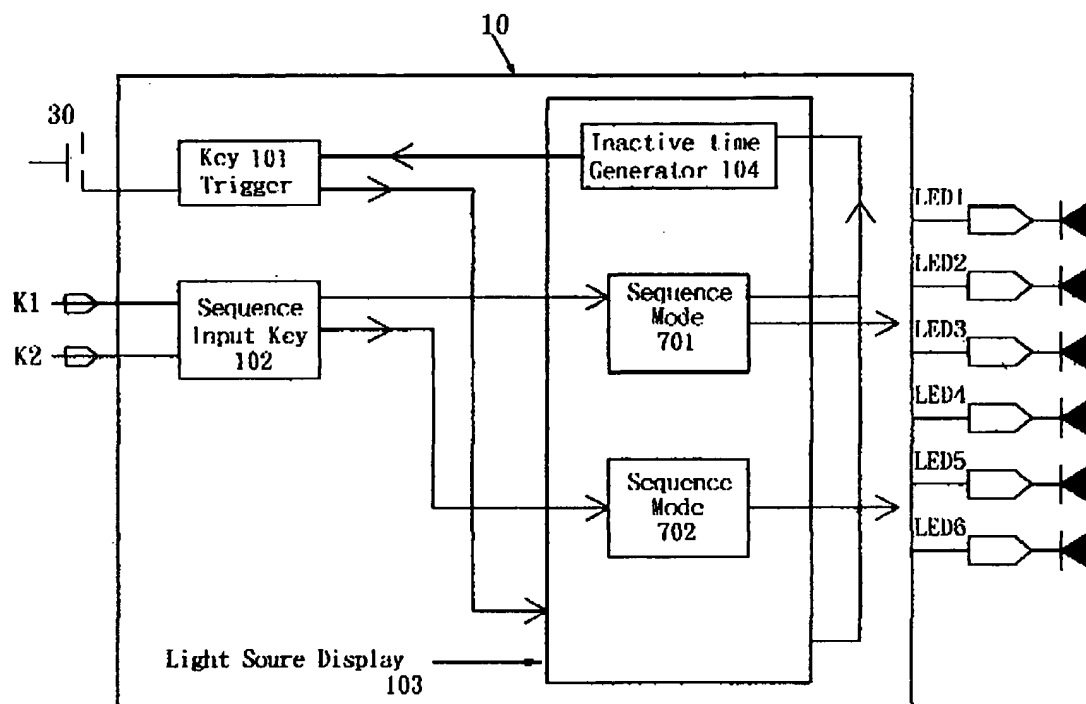 10
30
Key 101
Trigger
Inactive time
Generator 104
K1
K2
Sequence
Input Key
102
Sequence
Mode
701
Sequence
Mode
702
Light Soure Display
103
LED1
LED2
LED3
LED4
LED5
LED6